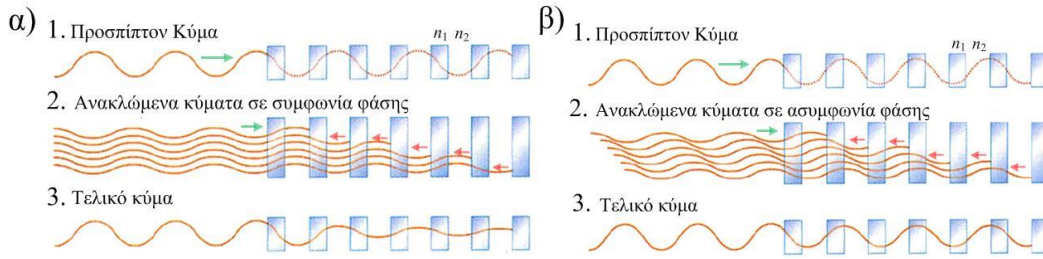 α)
1. Προσπίπτον Κύμα
n1 n2
2. Ανακλώμενα κύματα σε συμφωνία φάσης
3. Τελικό κύμα
β)
1. Προσπίπτον Κύμα
n1 n2
2. Ανακλώμενα κύματα σε ασυμφωνία φάσης
3. Τελικό κύμα